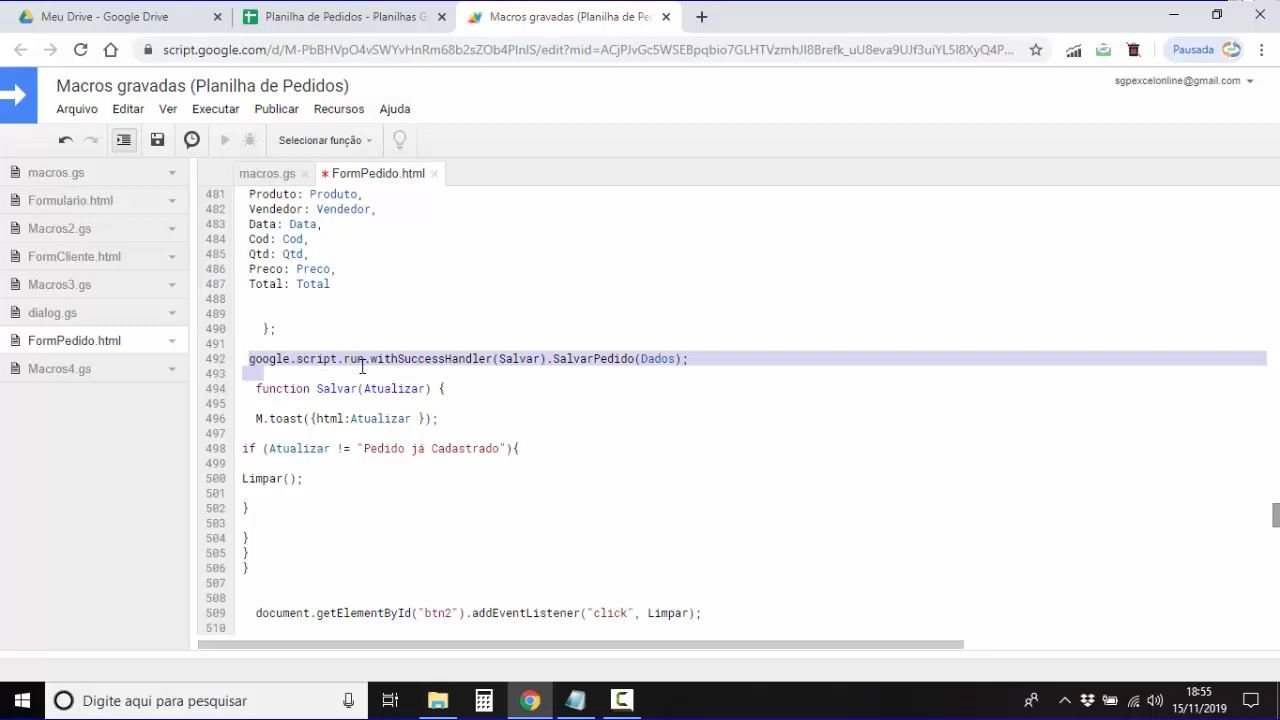 Meu Drive - Google Drive
Planilha de Pedidos - Planilhas G
Macros gravadas (Planilha de Pe
script.google.com/d/M-PbBHVpO4vSWYvHnRm68b2sZOb4PInIS/edit?mid=ACjPJvGc5WSEBpqbio7GLHTVzmhJI8Brefk_uU8eva9UJf3uiYL5I8XyQ4P...
Pausada
Macros gravadas (Planilha de Pedidos)
sgpexcelonline@gmail.com
Arquivo Editar Ver Executar Publicar Recursos Ajuda
Selecionar função
macros.gs
Formulario.html
Macros2.gs
FormCliente.html
Macros3.gs
dialog.gs
FormPedido.html
Macros4.gs
macros.gs
* FormPedido.html
481 Produto: Produto,
482 Vendedor: Vendedor,
483 Data: Data,
484 Cod: Cod,
485 Qtd: Qtd,
486 Preco: Preco,
487 Total: Total
488
489
490 };
491
492 google.script.run.withSuccessHandler(Salvar).SalvarPedido(Dados);
493
494 function Salvar(Atualizar) {
495
496 M.toast({html:Atualizar });
497
498 if (Atualizar != "Pedido já Cadastrado"){
499
500 Limpar();
501
502 }
503
504 }
505 }
506 }
507
508
509 document.getElementById("btn2").addEventListener("click", Limpar);
510
Digite aqui para pesquisar
18:55
15/11/2019